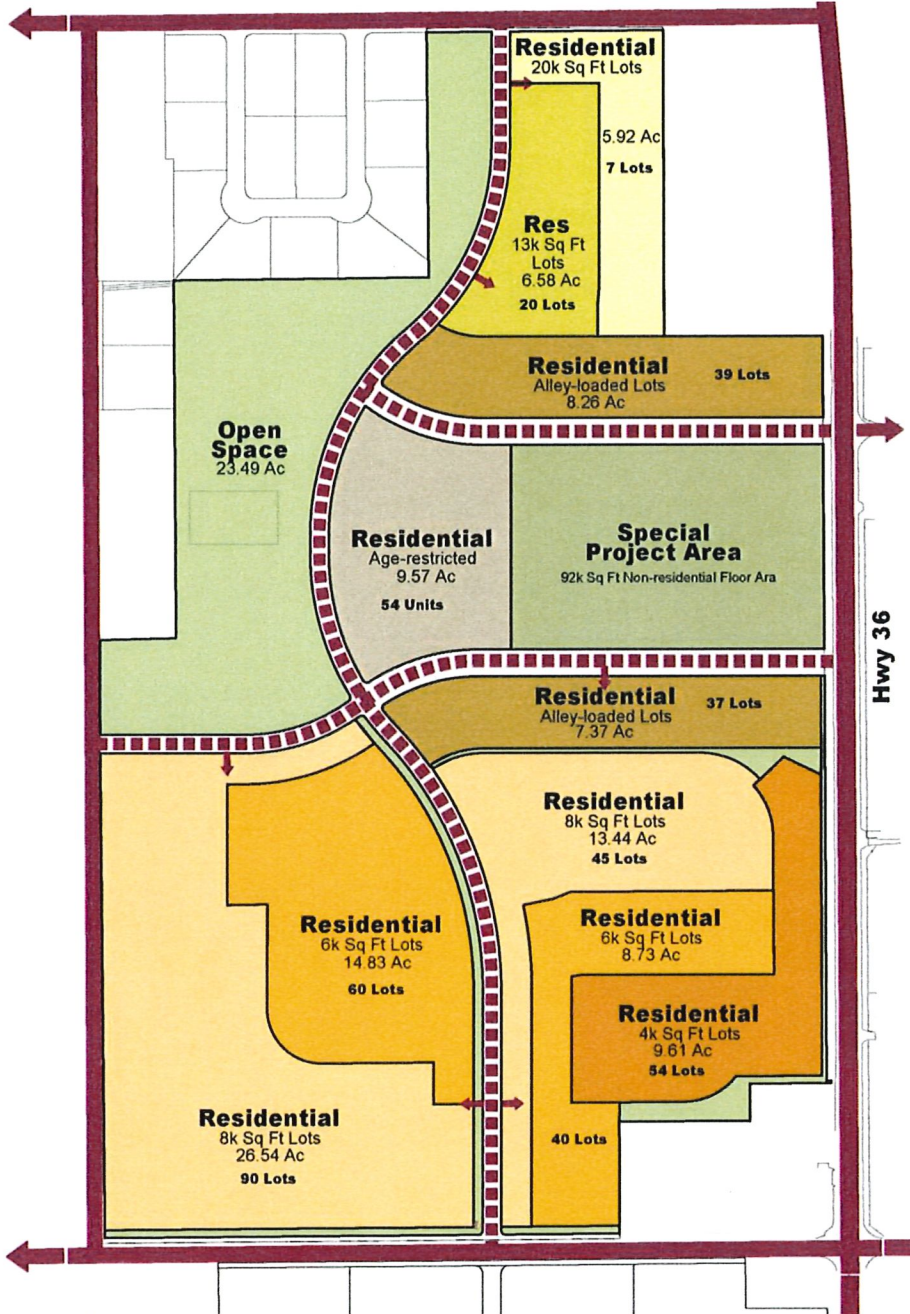 Residential
20k Sq Ft Lots
5.92 Ac
7 Lots
Res
13k Sq Ft
Lots
6.58 Ac
20 Lots
Residential
Alley-loaded Lots
8.26 Ac
39 Lots
Open
Space
23.49 Ac
Residential
Age-restricted
9.57 Ac
54 Units
Special
Project Area
92k Sq Ft Non-residential Floor Ara
Hwy 36
Residential
Alley-loaded Lots
7.37 Ac
37 Lots
Residential
8k Sq Ft Lots
13.44 Ac
45 Lots
Residential
6k Sq Ft Lots
14.83 Ac
60 Lots
Residential
6k Sq Ft Lots
8.73 Ac
Residential
4k Sq Ft Lots
9.61 Ac
54 Lots
40 Lots
Residential
8k Sq Ft Lots
26.54 Ac
90 Lots